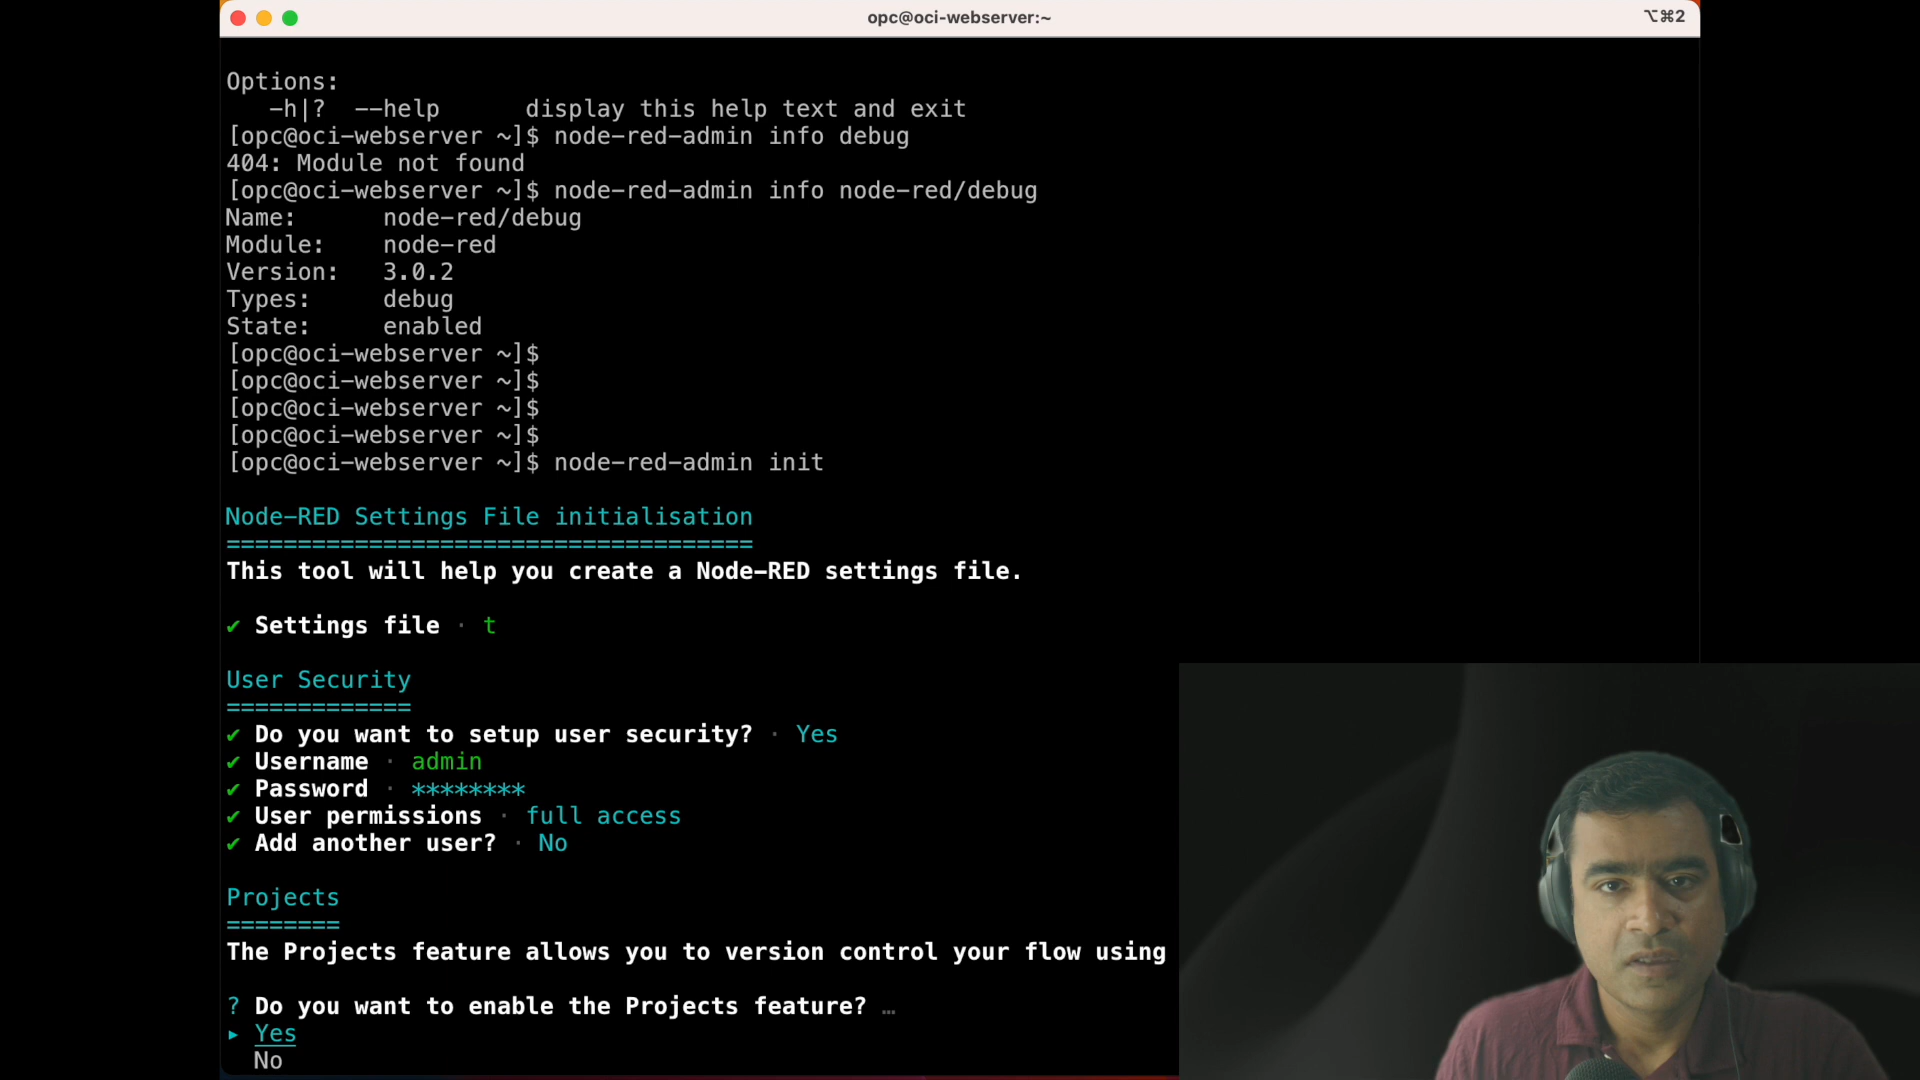 opc@oci-webserver:~
⌥⌘2
Options:
-h|? --help display this help text and exit
[opc@oci-webserver ~]$ node-red-admin info debug
404: Module not found
[opc@oci-webserver ~]$ node-red-admin info node-red/debug
Name: node-red/debug
Module: node-red
Version: 3.0.2
Types: debug
State: enabled
[opc@oci-webserver ~]$
[opc@oci-webserver ~]$
[opc@oci-webserver ~]$
[opc@oci-webserver ~]$
[opc@oci-webserver ~]$ node-red-admin init
Node-RED Settings File initialisation
=====================================
This tool will help you create a Node-RED settings file.
✔ Settings file · t
User Security
=============
✔ Do you want to setup user security? · Yes
✔ Username · admin
✔ Password · ********
✔ User permissions · full access
✔ Add another user? · No
Projects
========
The Projects feature allows you to version control your flow using
? Do you want to enable the Projects feature? …
▸ Yes
No